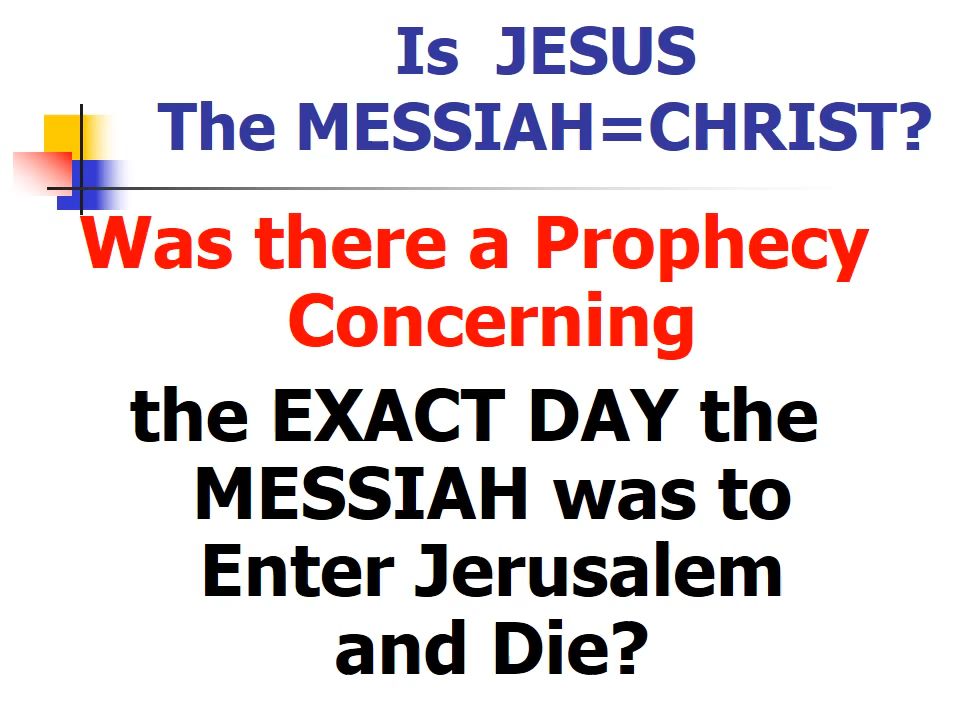 Is JESUS
The MESSIAH=CHRIST?
Was there a Prophecy
Concerning
the EXACT DAY the
MESSIAH was to
Enter Jerusalem
and Die?